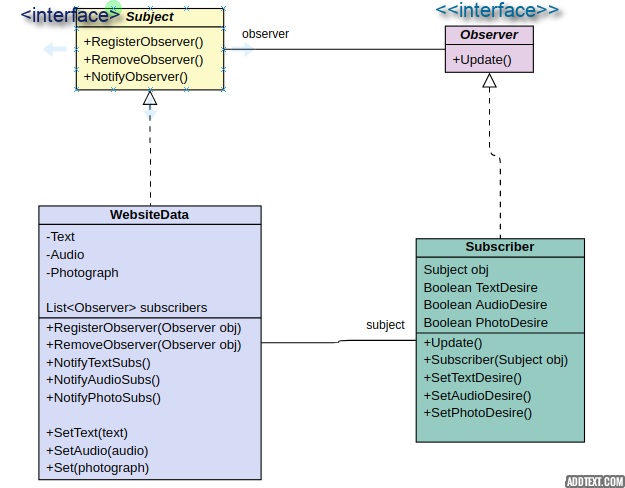 <interface>
Subject
+RegisterObserver()
+RemoveObserver()
+NotifyObserver()
observer
<<interface>>
Observer
+Update()
WebsiteData
-Text
-Audio
-Photograph
List<Observer> subscribers
+RegisterObserver(Observer obj)
+RemoveObserver(Observer obj)
+NotifyTextSubs()
+NotifyAudioSubs()
+NotifyPhotoSubs()
+SetText(text)
+SetAudio(audio)
+Set(photograph)
subject
Subscriber
Subject obj
Boolean TextDesire
Boolean AudioDesire
Boolean PhotoDesire
+Update()
+Subscriber(Subject obj)
+SetTextDesire()
+SetAudioDesire()
+SetPhotoDesire()
ADDTEXT.COM